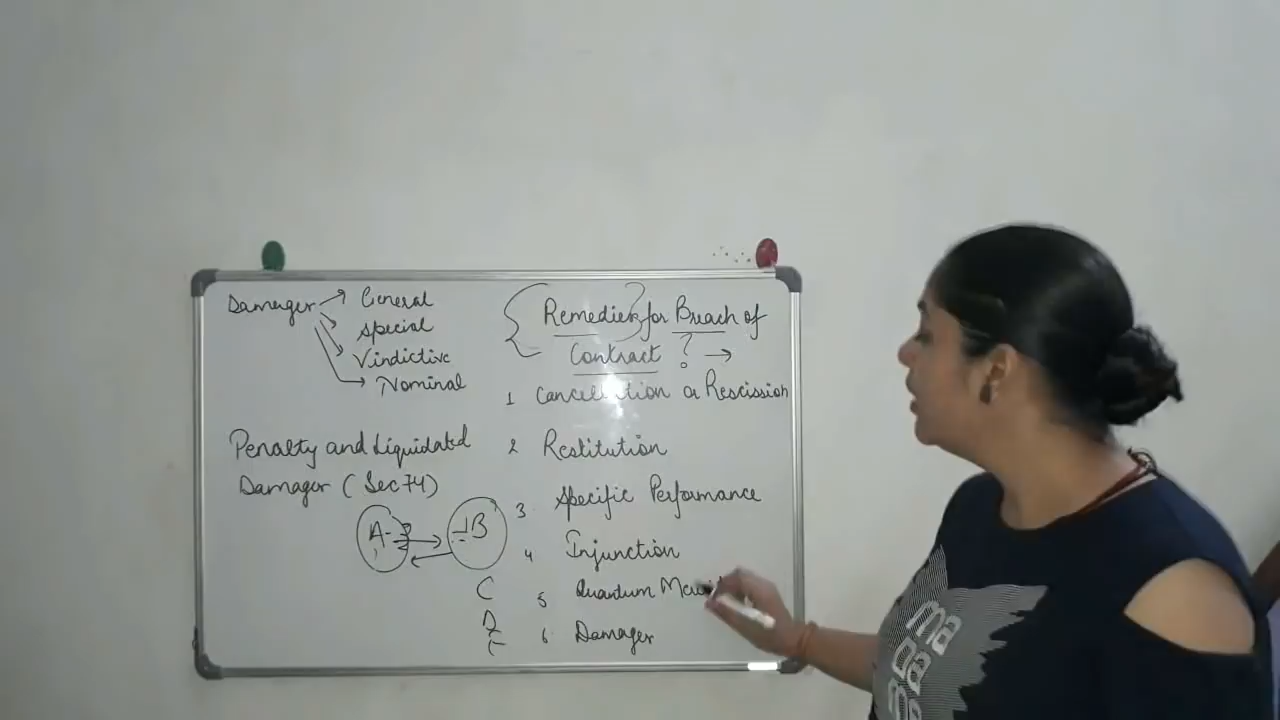 Damages
General
Special
Vindictive
Nominal
Penalty and Liquidated
Damages (Sec 74)
A
B
C
D
Remedies for Breach of
Contract ?
1 Cancellation or Rescission
2 Restitution
3. Specific Performance
4 Injunction
5 Quantum
6. Damages
ma